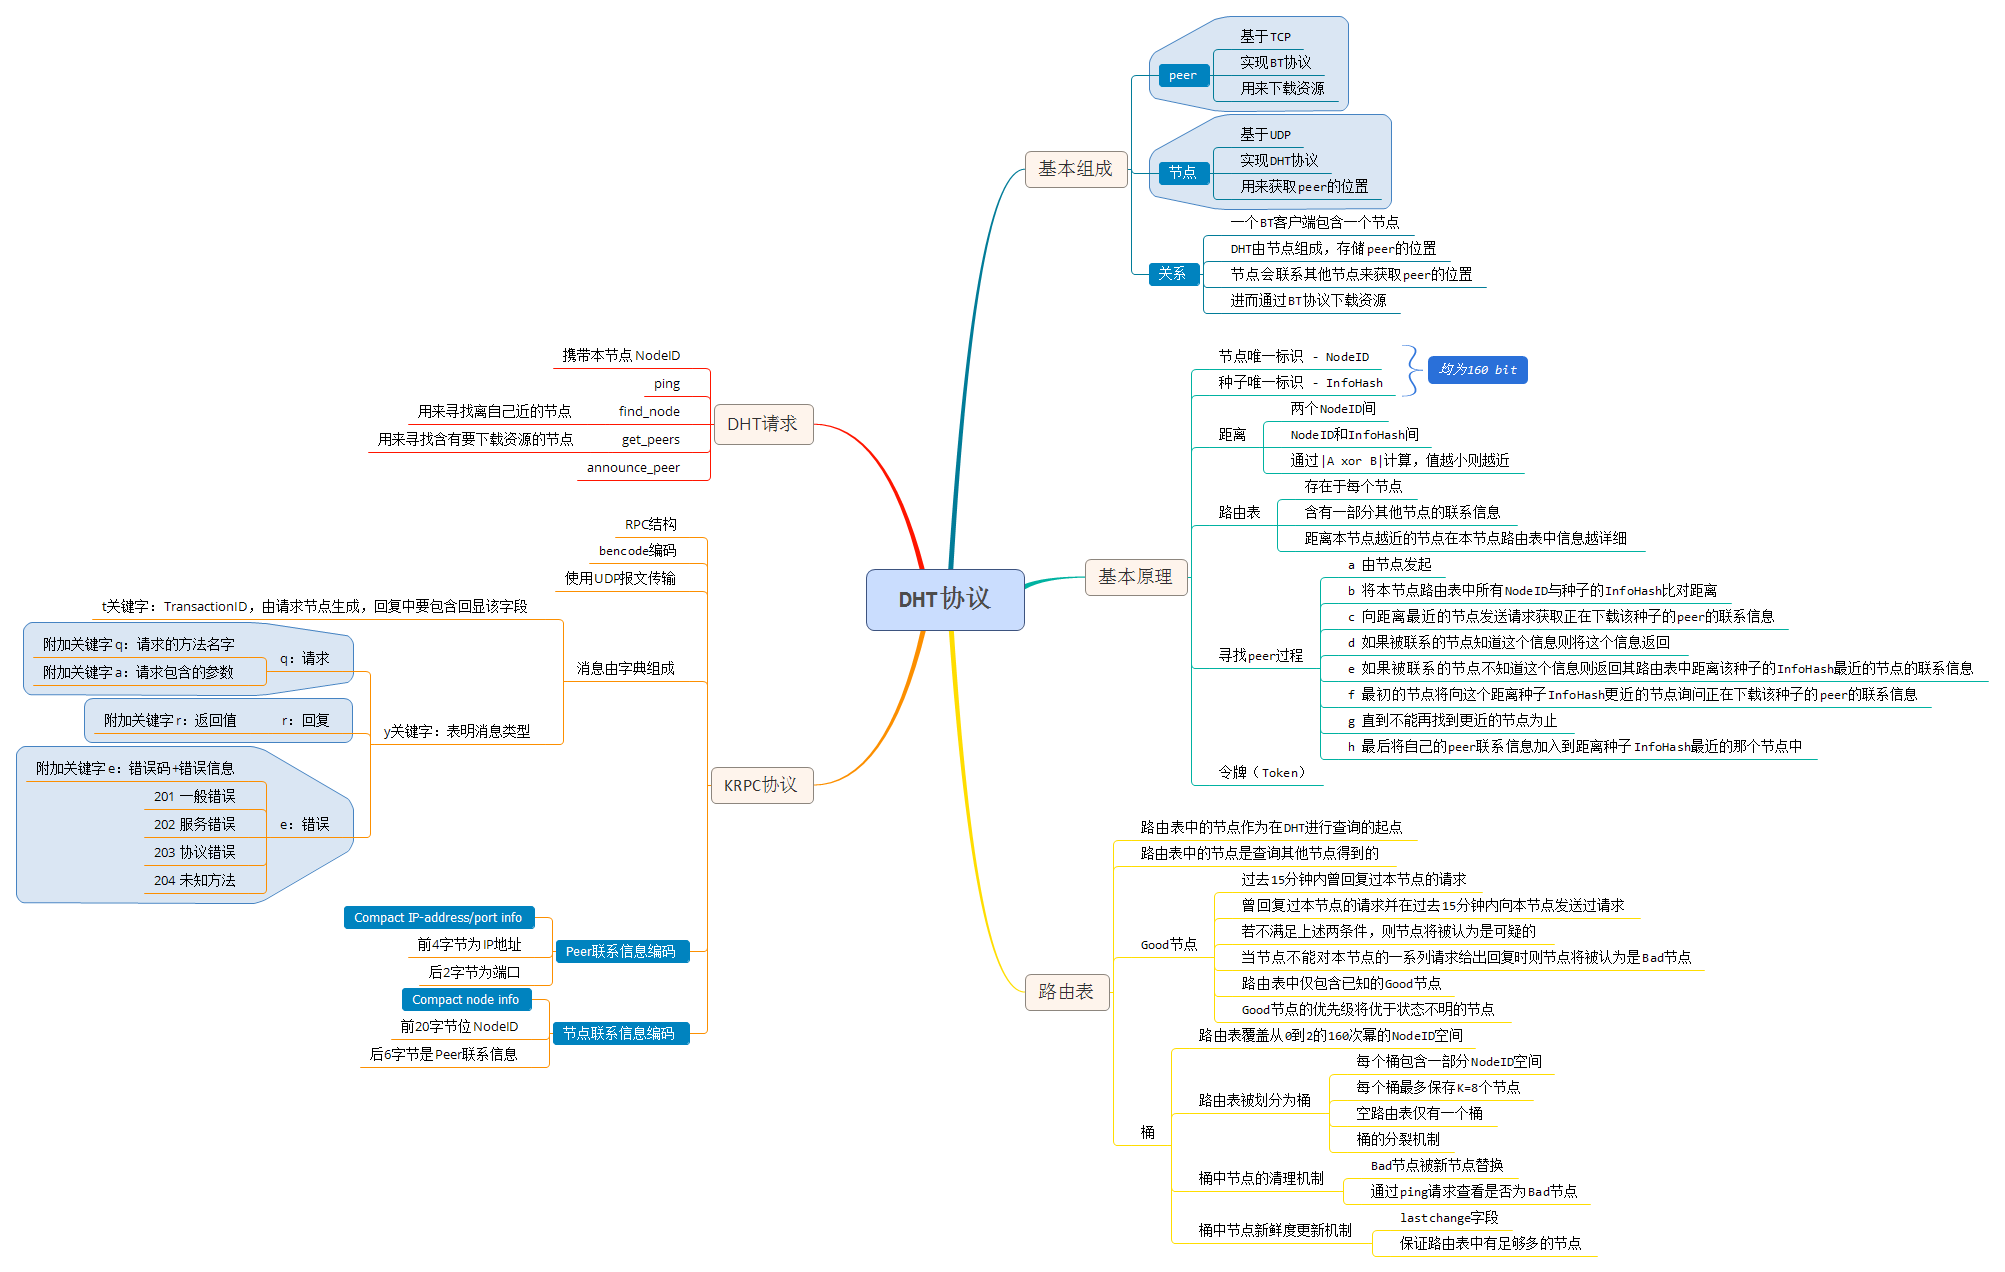 DHT协议
基本组成
peer
基于TCP
实现BT协议
用来下载资源
节点
基于UDP
实现DHT协议
用来获取peer的位置
关系
一个BT客户端包含一个节点
DHT由节点组成，存储peer的位置
节点会联系其他节点来获取peer的位置
进而通过BT协议下载资源
基本原理
节点唯一标识 - NodeID
种子唯一标识 - InfoHash
均为160 bit
距离
两个NodeID间
NodeID和InfoHash间
通过|A xor B|计算，值越小则越近
路由表
存在于每个节点
含有一部分其他节点的联系信息
距离本节点越近的节点在本节点路由表中信息越详细
寻找peer过程
a 由节点发起
b 将本节点路由表中所有NodeID与种子的InfoHash比对距离
c 向距离最近的节点发送请求获取正在下载该种子的peer的联系信息
d 如果被联系的节点知道这个信息则将这个信息返回
e 如果被联系的节点不知道这个信息则返回其路由表中距离该种子的InfoHash最近的节点的联系信息
f 最初的节点将向这个距离种子InfoHash更近的节点询问正在下载该种子的peer的联系信息
g 直到不能再找到更近的节点为止
h 最后将自己的peer联系信息加入到距离种子InfoHash最近的那个节点中
令牌（Token）
路由表
路由表中的节点作为在DHT进行查询的起点
路由表中的节点是查询其他节点得到的
Good节点
过去15分钟内曾回复过本节点的请求
曾回复过本节点的请求并在过去15分钟内向本节点发送过请求
若不满足上述两条件，则节点将被认为是可疑的
当节点不能对本节点的一系列请求给出回复时则节点将被认为是Bad节点
路由表中仅包含已知的Good节点
Good节点的优先级将优于状态不明的节点
桶
路由表覆盖从0到2的160次幂的NodeID空间
路由表被划分为桶
每个桶包含一部分NodeID空间
每个桶最多保存K=8个节点
空路由表仅有一个桶
桶的分裂机制
桶中节点的清理机制
Bad节点被新节点替换
通过ping请求查看是否为Bad节点
桶中节点新鲜度更新机制
lastchange字段
保证路由表中有足够多的节点
DHT请求
携带本节点NodeID
ping
find_node
用来寻找离自己近的节点
get_peers
用来寻找含有要下载资源的节点
announce_peer
KRPC协议
RPC结构
bencode编码
使用UDP报文传输
消息由字典组成
t关键字：TransactionID，由请求节点生成，回复中要包含回显该字段
y关键字：表明消息类型
q：请求
附加关键字q：请求的方法名字
附加关键字a：请求包含的参数
r：回复
附加关键字r：返回值
e：错误
附加关键字e：错误码+错误信息
201 一般错误
202 服务错误
203 协议错误
204 未知方法
Peer联系信息编码
Compact IP-address/port info
前4字节为IP地址
后2字节为端口
节点联系信息编码
Compact node info
前20字节位NodeID
后6字节是Peer联系信息